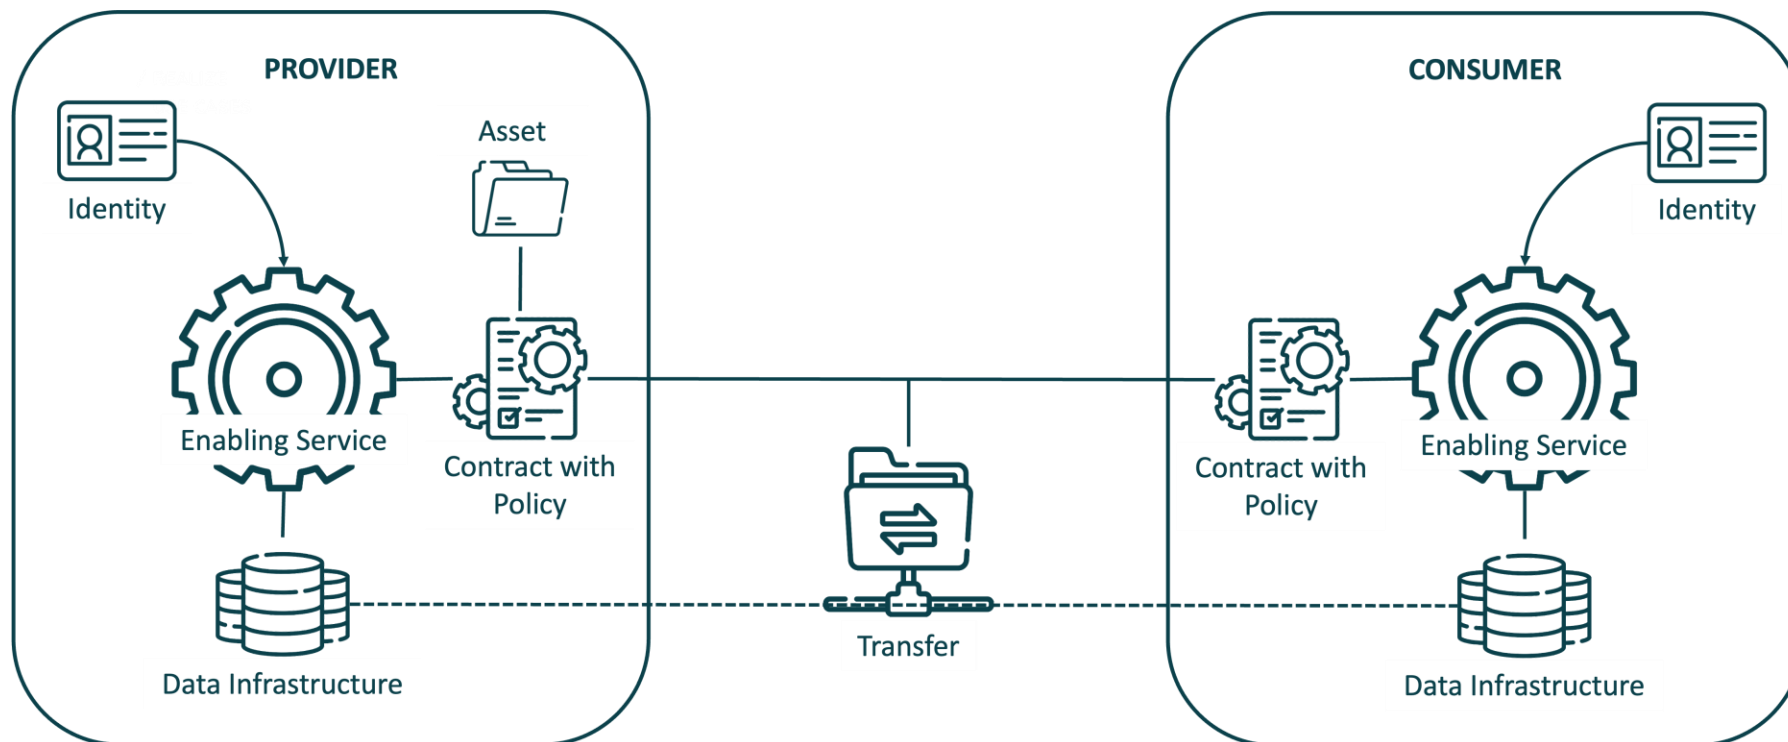 PROVIDER
Identity
Asset
Enabling Service
Contract with
Policy
Data Infrastructure
Transfer
CONSUMER
Identity
Contract with
Policy
Enabling Service
Data Infrastructure